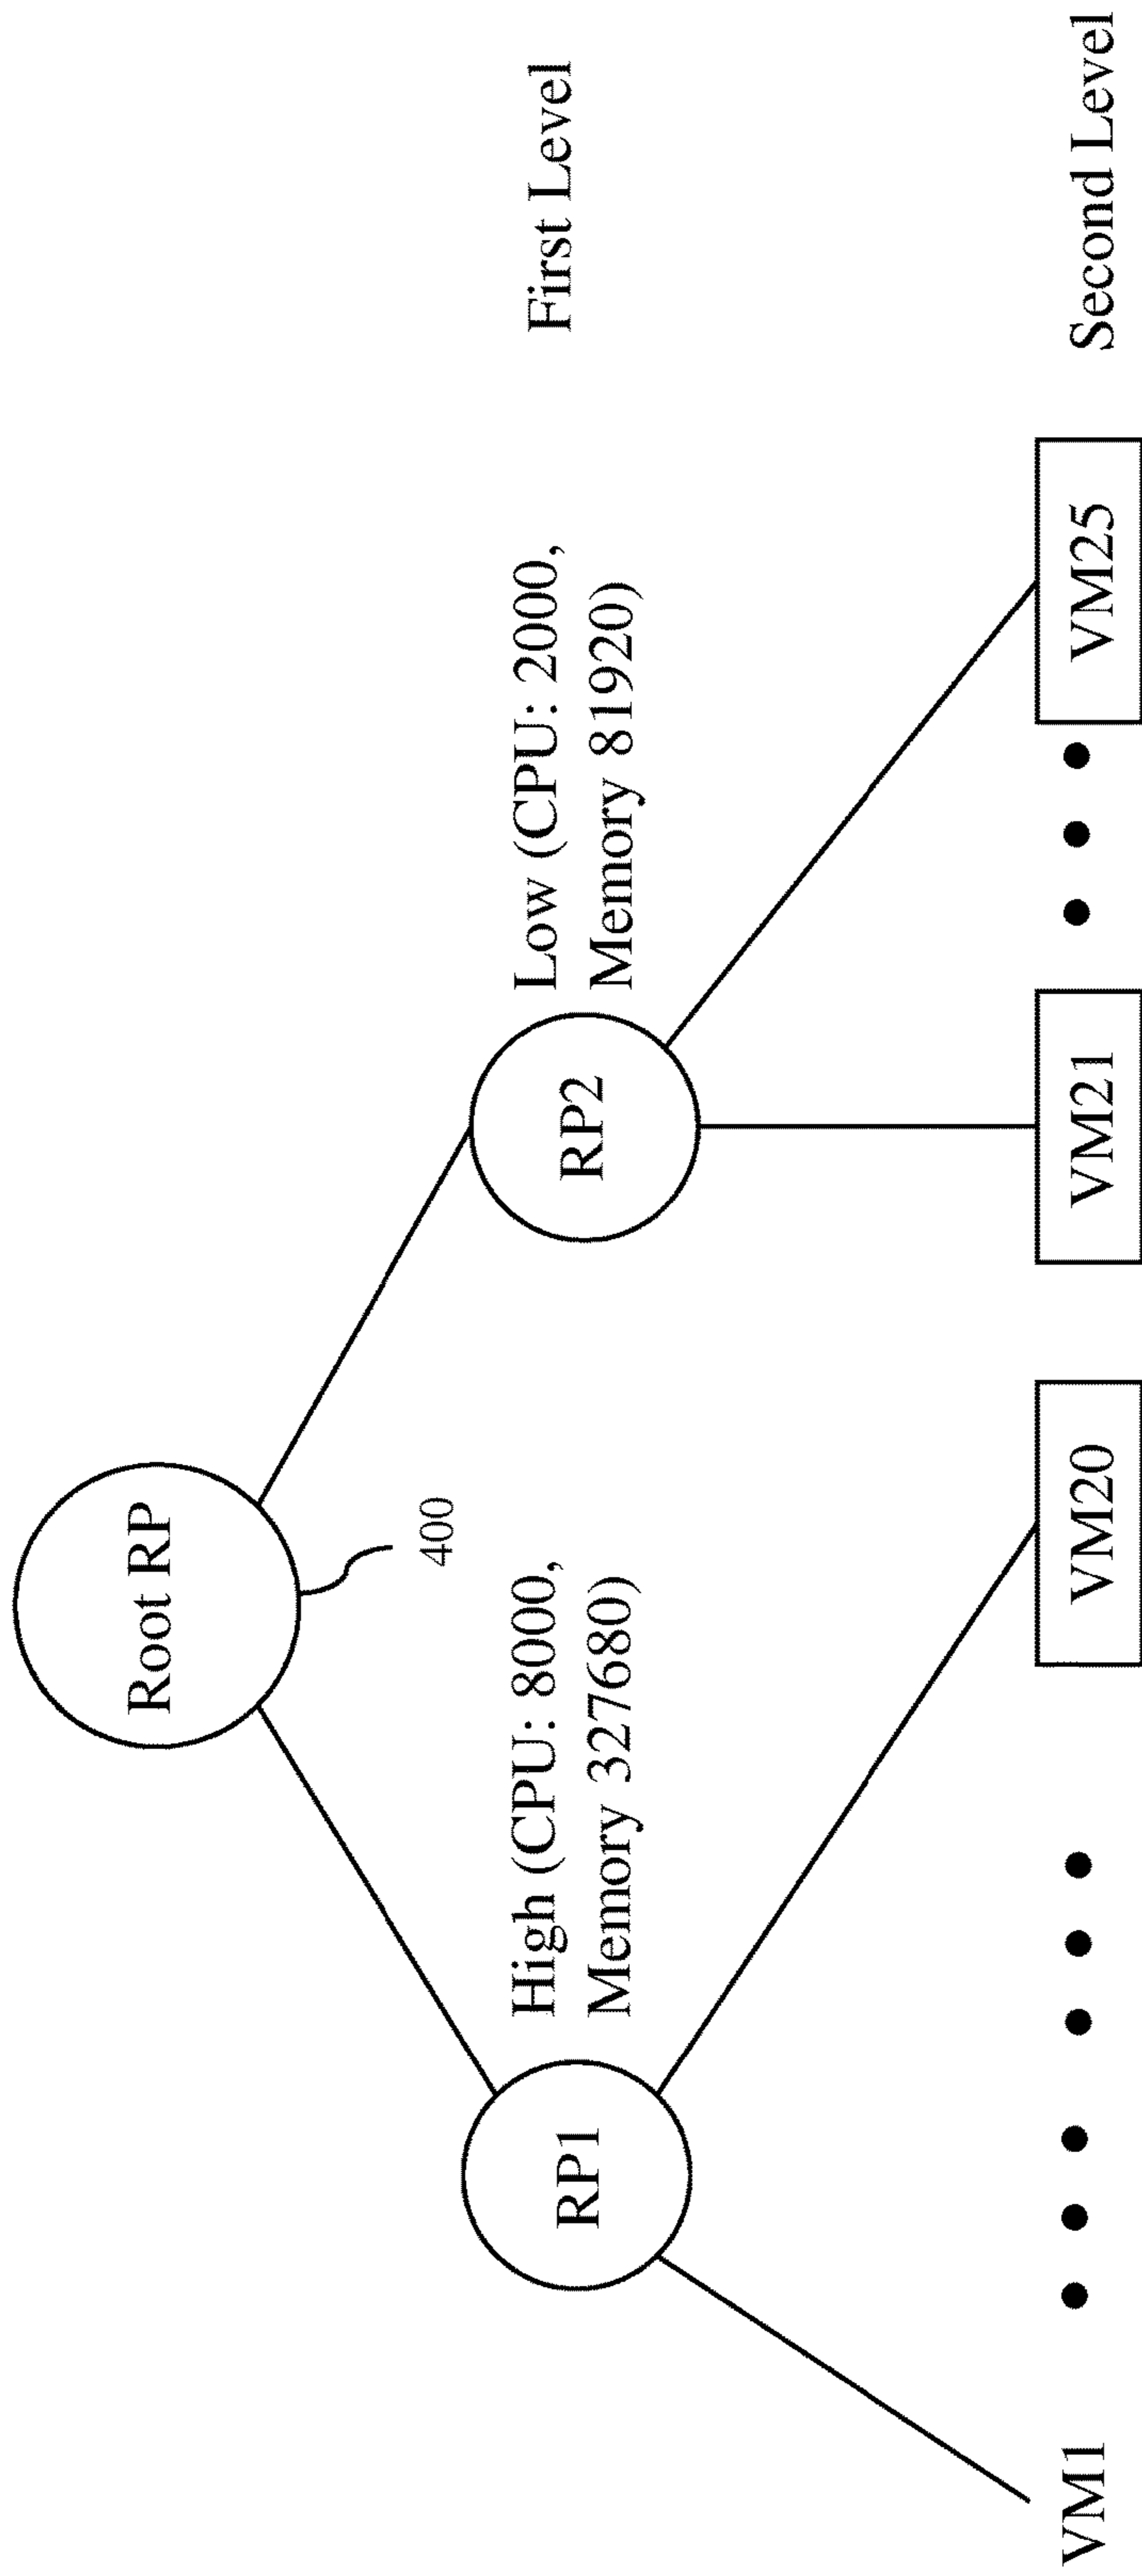 Root RP
400
High (CPU: 8000,
Memory 327680)
Low (CPU: 2000,
Memory 81920)
First Level
RP1
RP2
VM1
VM20
VM21
VM25
Second Level